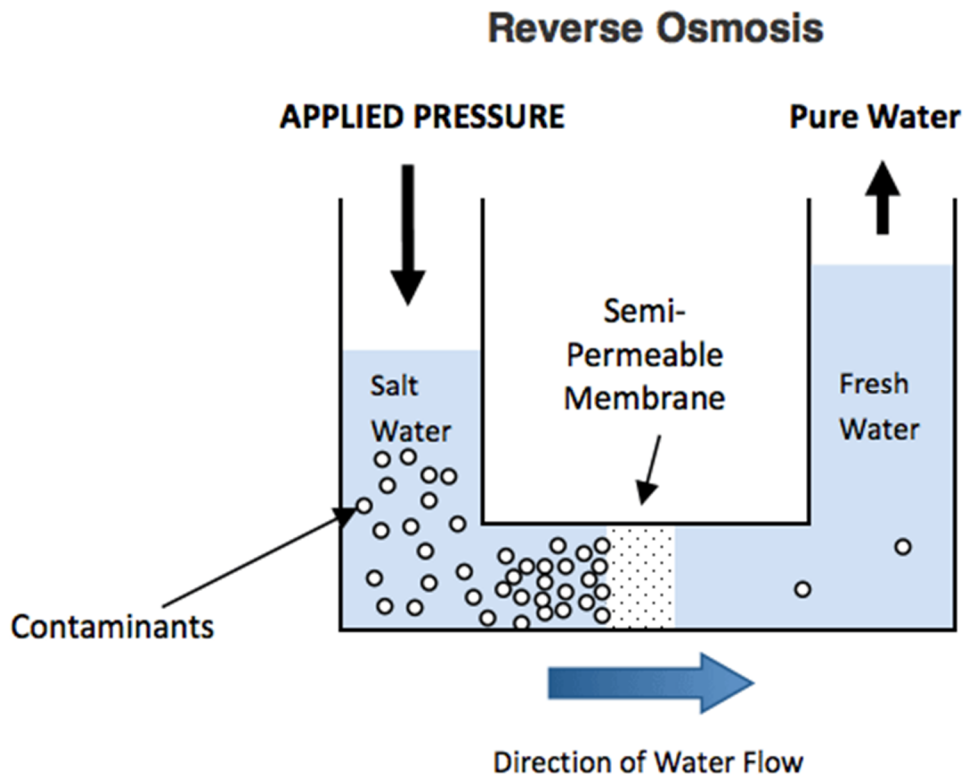 Reverse Osmosis
APPLIED PRESSURE
Pure Water
Semi-
Permeable
Membrane
Salt
Water
Fresh
Water
Contaminants
Direction of Water Flow